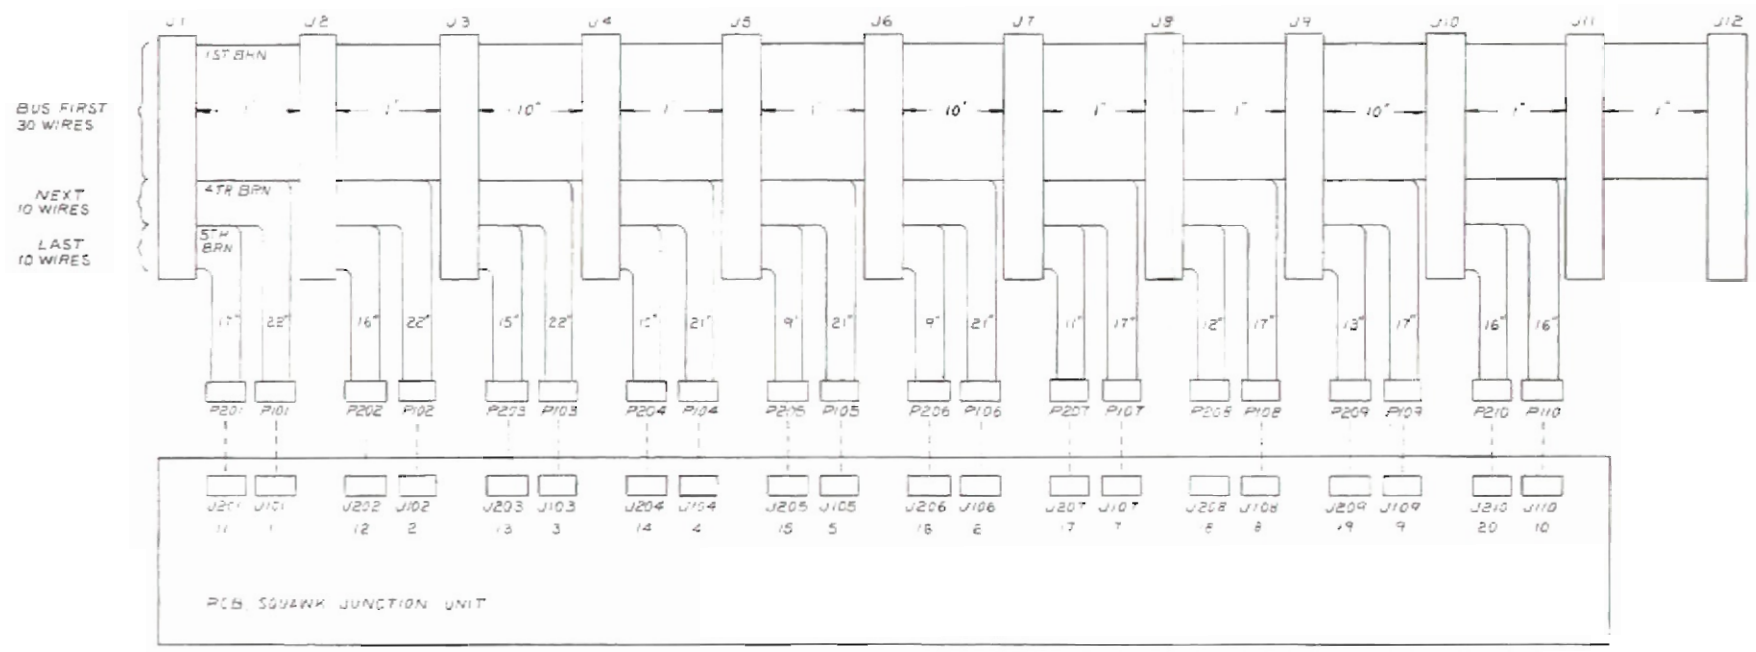 J1 J2 J3 J4 J5 J6 J7 J8 J9 J10 J11 J12
1ST BRN
BUS FIRST
30 WIRES
1" 1" 10" 1" 1" 10" 1" 1" 10" 1" 1"
4TH BRN
NEXT
10 WIRES
5TH
BRN
LAST
10 WIRES
17" 22" 16" 22" 15" 22" 21" 9" 21" 9" 21" 11" 17" 12" 17" 13" 17" 16" 16"
P201 P101 P202 P102 P203 P103 P204 P104 P205 P105 P206 P106 P207 P107 P208 P108 P209 P109 P210 P110
J201 J101 J202 J102 J203 J103 J204 J104 J205 J105 J206 J106 J207 J107 J208 J108 J209 J109 J210 J110
11 1 12 2 13 3 14 4 15 5 16 6 17 7 18 8 19 9 20 10
PCB SQUAWK JUNCTION UNIT